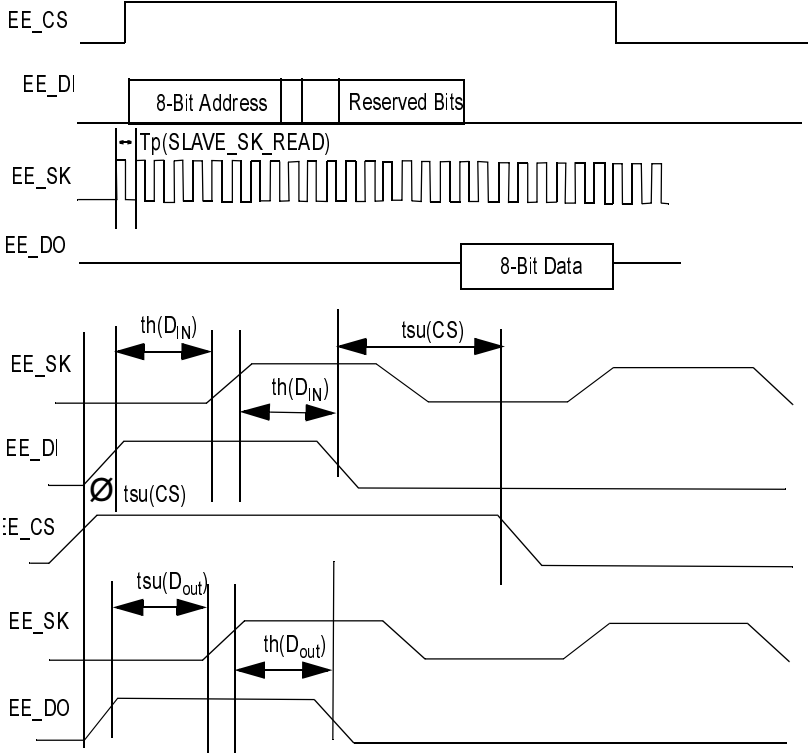 EE_CS
EE_DI
8-Bit Address
Reserved Bits
Tp(SLAVE_SK_READ)
EE_SK
EE_DO
8-Bit Data
th(DIN)
tsu(CS)
EE_SK
th(DIN)
EE_DI
Ø tsu(CS)
EE_CS
tsu(Dout)
EE_SK
th(Dout)
EE_DO